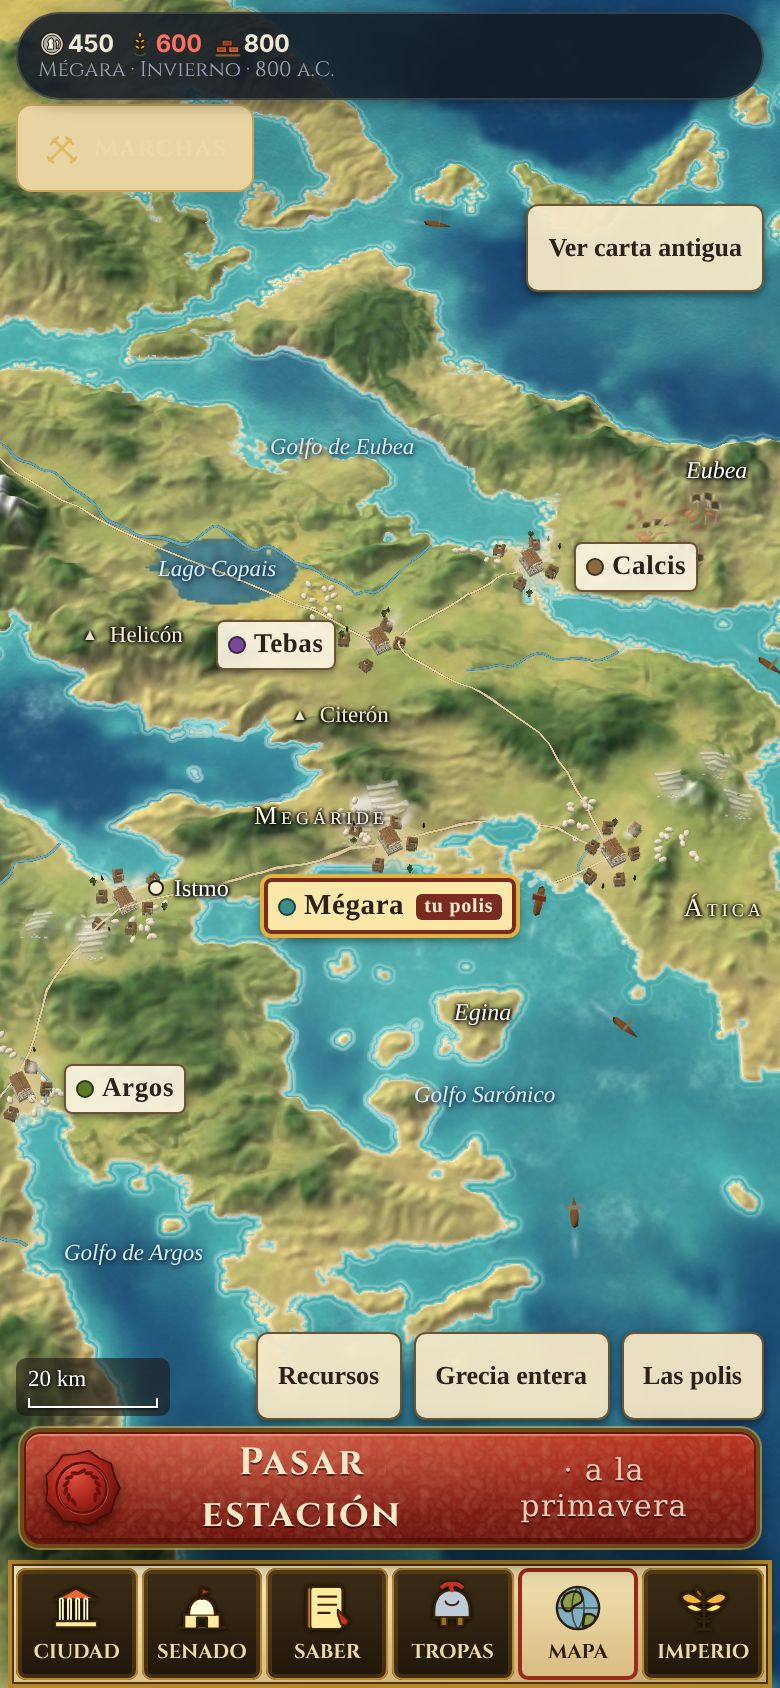 450 600 800
Mégara · Invierno · 800 a.C.
Marchas
Ver carta antigua
Golfo de Eubea
Eubea
Calcis
Lago Copais
Helicón
Tebas
Citerón
Megáride
Istmo
Mégara tu polis
Ática
Egina
Argos
Golfo Sarónico
Golfo de Argos
20 km
Recursos
Grecia entera
Las polis
Pasar
estación
· a la
primavera
CIUDAD
SENADO
SABER
TROPAS
MAPA
IMPERIO